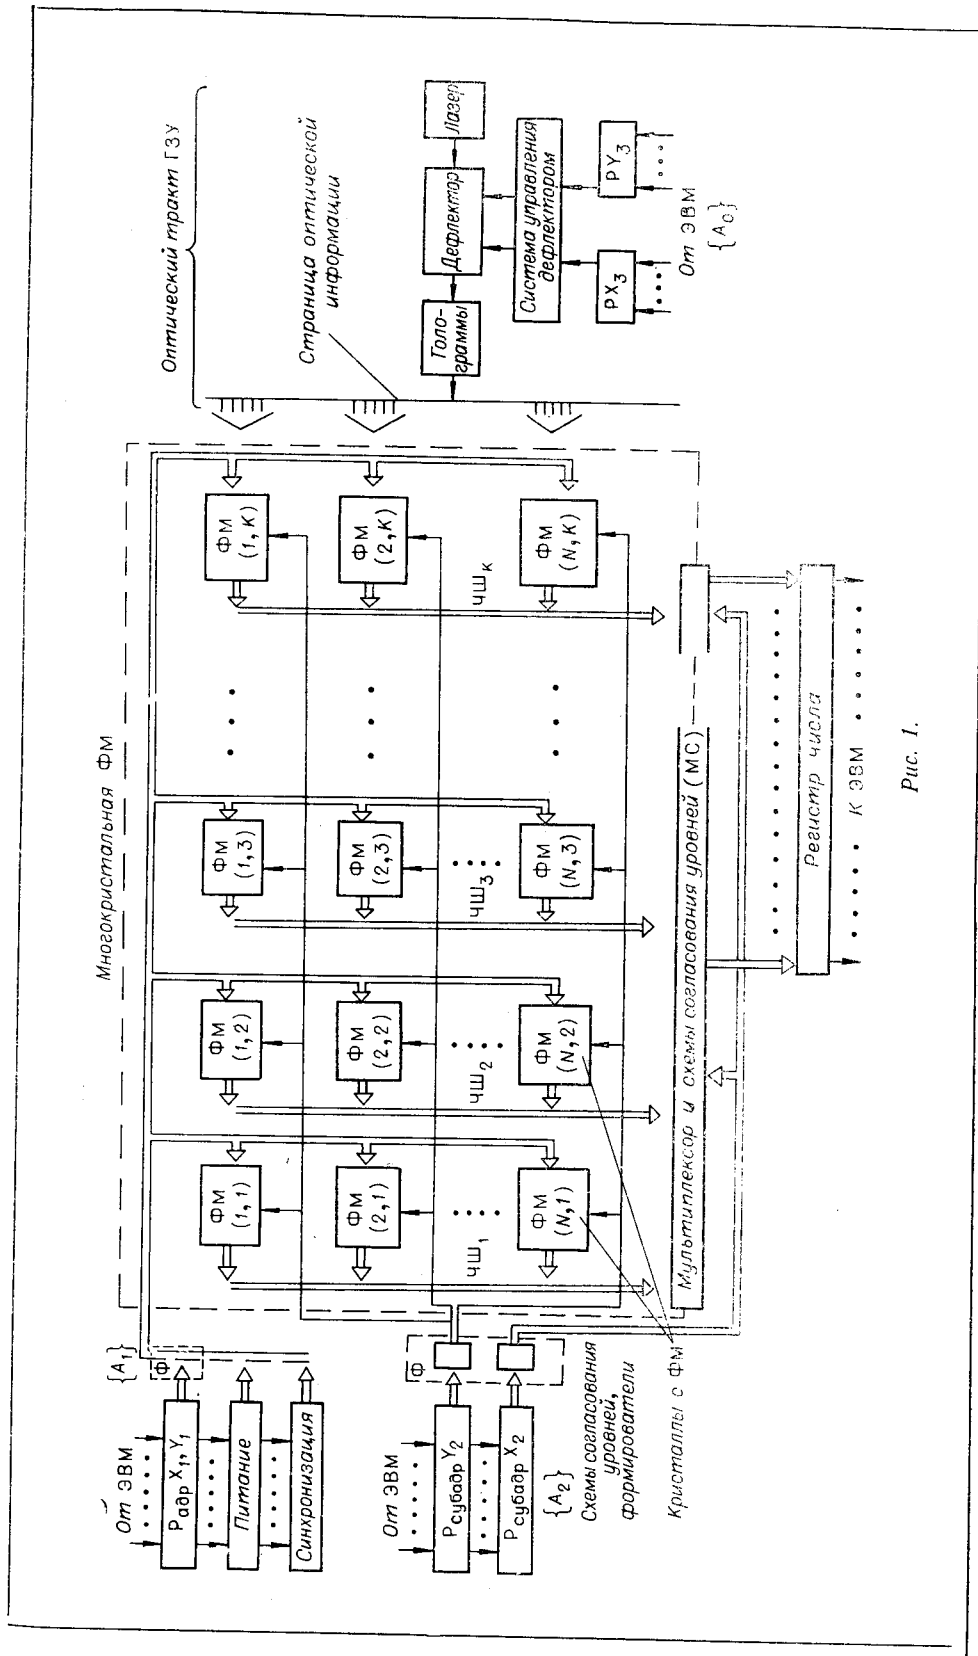 Оптический тракт ГЗУ
Страница оптической
информации
Лазер
Дефлектор
Голо-
граммы
Система управления
дефлектором
РХ3
РY3
От ЭВМ
{A0}
Многокристальная ФМ
ФМ
(1,1)
ФМ
(1,2)
ФМ
(1,3)
ФМ
(1,К)
ФМ
(2,1)
ФМ
(2,2)
ФМ
(2,3)
ФМ
(2,К)
ФМ
(N,1)
ФМ
(N,2)
ФМ
(N,3)
ФМ
(N,К)
ЧШ1
ЧШ2
ЧШ3
ЧШк
{A1}
Ф
От ЭВМ
Радр X1,Y1
Питание
Синхронизация
Ф
От ЭВМ
Рсубадр Y2
Рсубадр X2
{A2}
Схемы согласования
уровней,
формирователи
Кристаллы с ФМ
Мультиплексор и схемы согласования уровней (МС)
Регистр числа
К ЭВМ
Рис. 1.